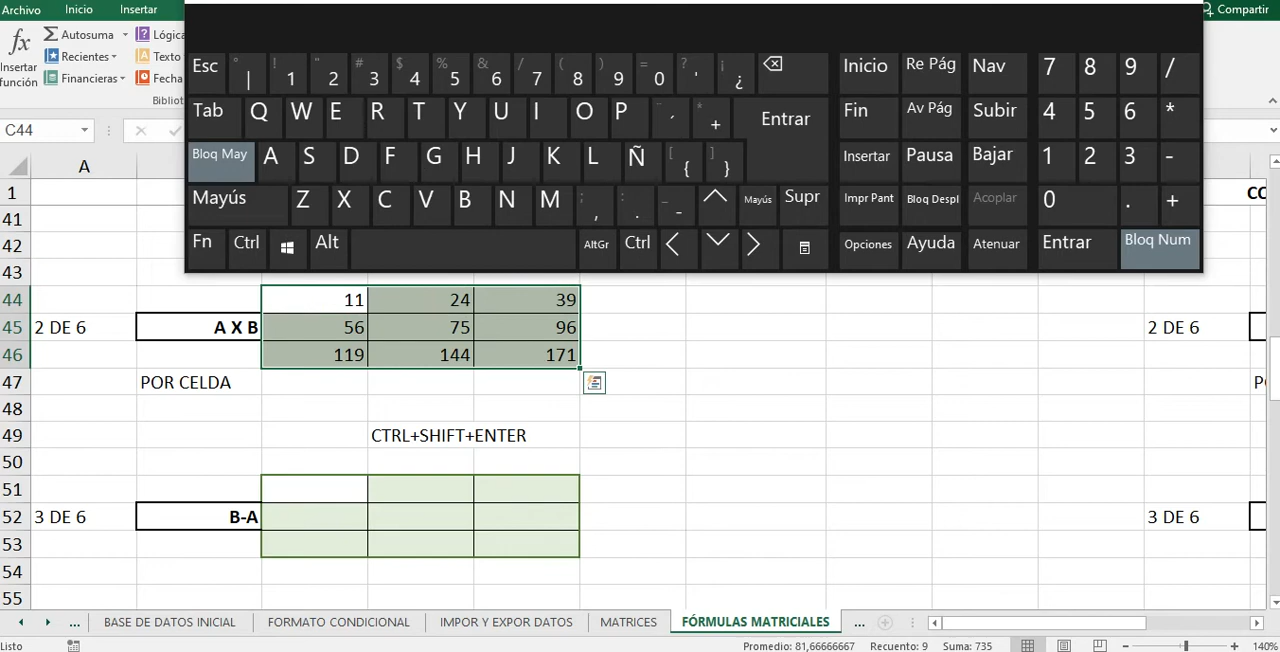 Archivo Inicio Insertar Compartir
fx Σ Autosuma ? Lógica
Insertar función
Recientes A Texto
Financieras Fecha
Bibliot
C44
Esc ° | ! 1 " 2 # 3 $ 4 % 5 & 6 / 7 ( 8 ) 9 = 0 ? ' ¡ ¿ Inicio Re Pág Nav 7 8 9 /
Tab Q W E R T Y U I O P ¨ ´ * + Entrar Fin Av Pág Subir 4 5 6 *
Bloq May A S D F G H J K L Ñ [ { ] } Insertar Pausa Bajar 1 2 3 -
Mayús Z X C V B N M ; , : . _ - Mayús Supr Impr Pant Bloq Despl Acoplar 0 . +
Fn Ctrl Alt AltGr Ctrl Opciones Ayuda Atenuar Entrar Bloq Num
A
1 CO
41
42
43
44 11 24 39
45 2 DE 6 A X B 56 75 96 2 DE 6
46 119 144 171
47 POR CELDA PO
48
49 CTRL+SHIFT+ENTER
50
51
52 3 DE 6 B-A 3 DE 6
53
54
55
... BASE DE DATOS INICIAL FORMATO CONDICIONAL IMPOR Y EXPOR DATOS MATRICES FÓRMULAS MATRICIALES ...
Listo Promedio: 81,66666667 Recuento: 9 Suma: 735 140%